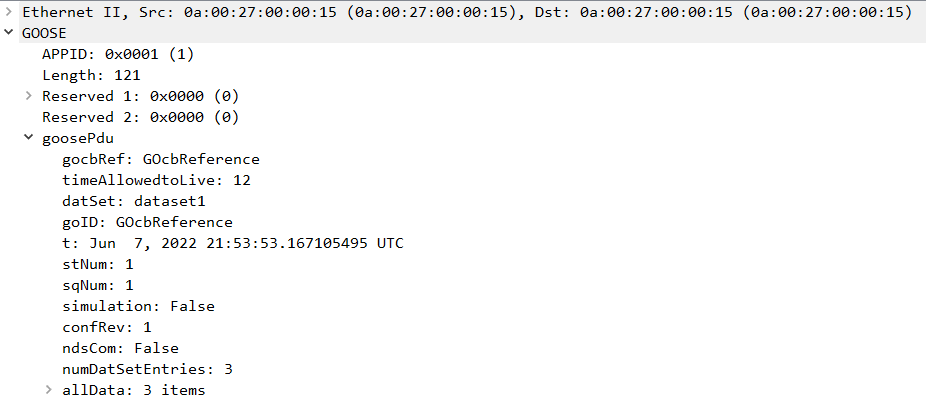 Ethernet II, Src: 0a:00:27:00:00:15 (0a:00:27:00:00:15), Dst: 0a:00:27:00:00:15 (0a:00:27:00:00:15)
GOOSE
APPID: 0x0001 (1)
Length: 121
Reserved 1: 0x0000 (0)
Reserved 2: 0x0000 (0)
goosePdu
gocbRef: GOcbReference
timeAllowedtoLive: 12
datSet: dataset1
goID: GOcbReference
t: Jun  7, 2022 21:53:53.167105495 UTC
stNum: 1
sqNum: 1
simulation: False
confRev: 1
ndsCom: False
numDatSetEntries: 3
allData: 3 items